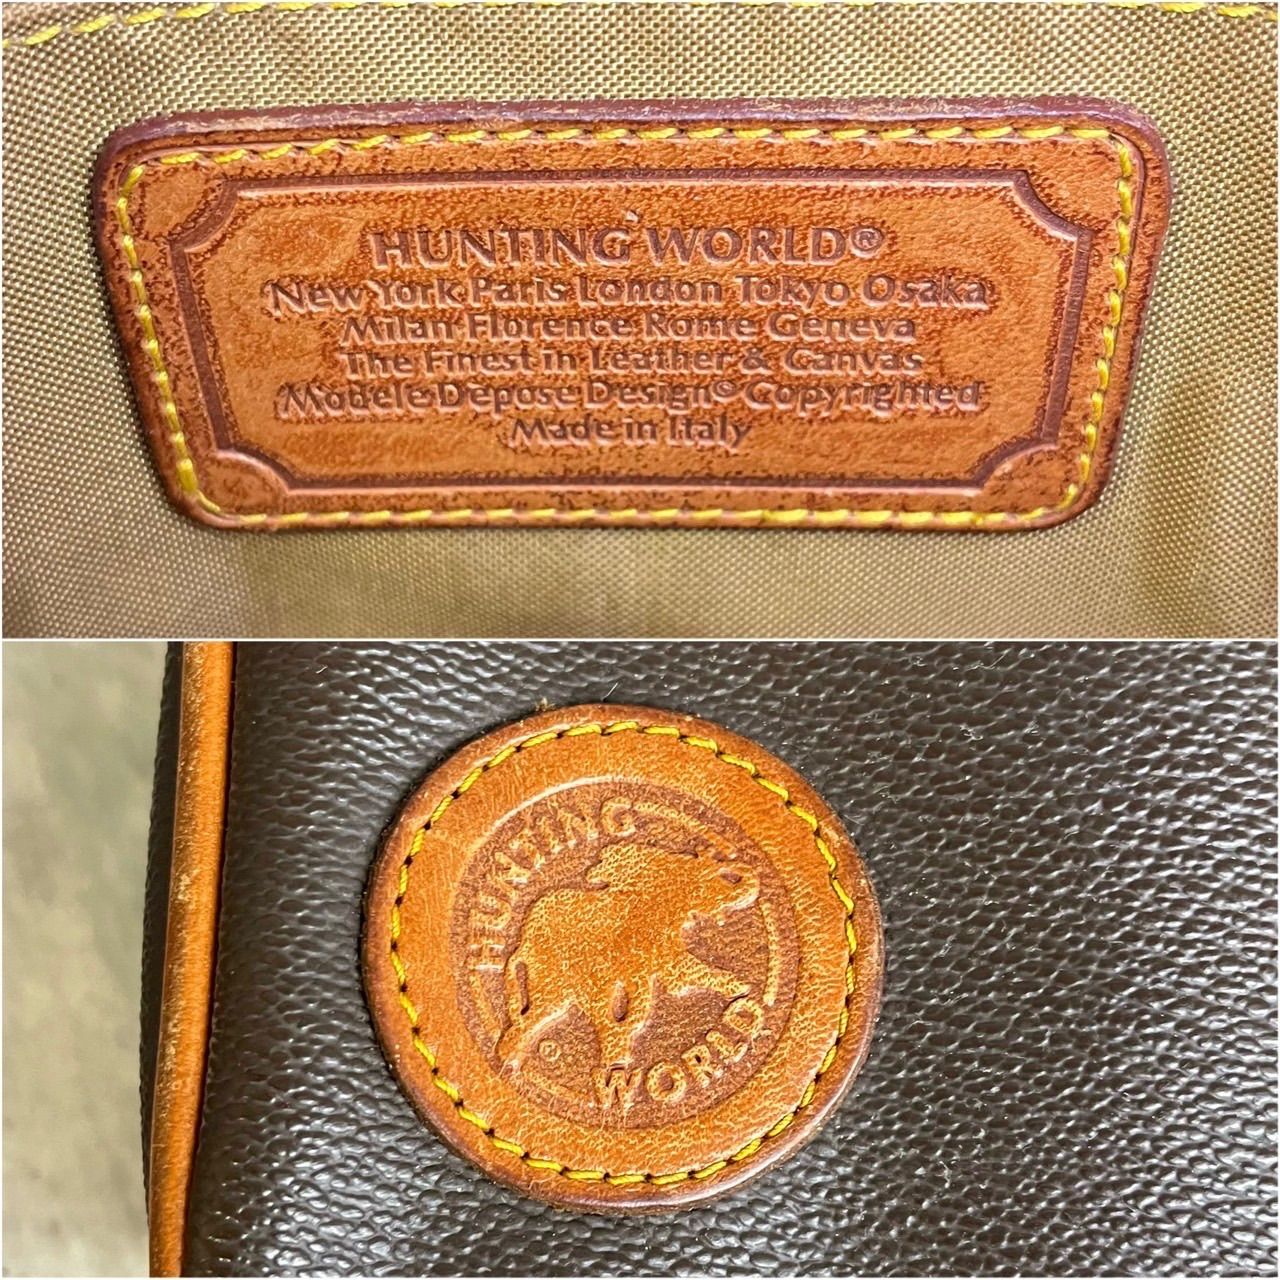 HUNTING WORLD®
New York Paris London Tokyo Osaka
Milan Florence Rome Geneva
The Finest in Leather & Canvas
Modele Depose Design© Copyrighted
Made in Italy
HUNTING
WORLD
®